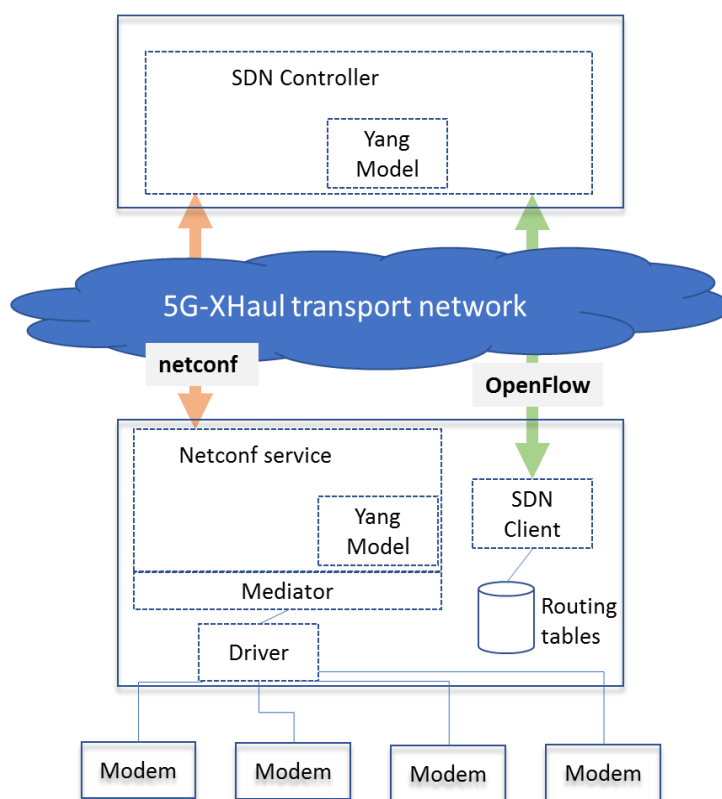 SDN Controller
Yang
Model
5G-XHaul transport network
netconf
OpenFlow
Netconf service
Yang
Model
SDN
Client
Mediator
Routing
tables
Driver
Modem
Modem
Modem
Modem